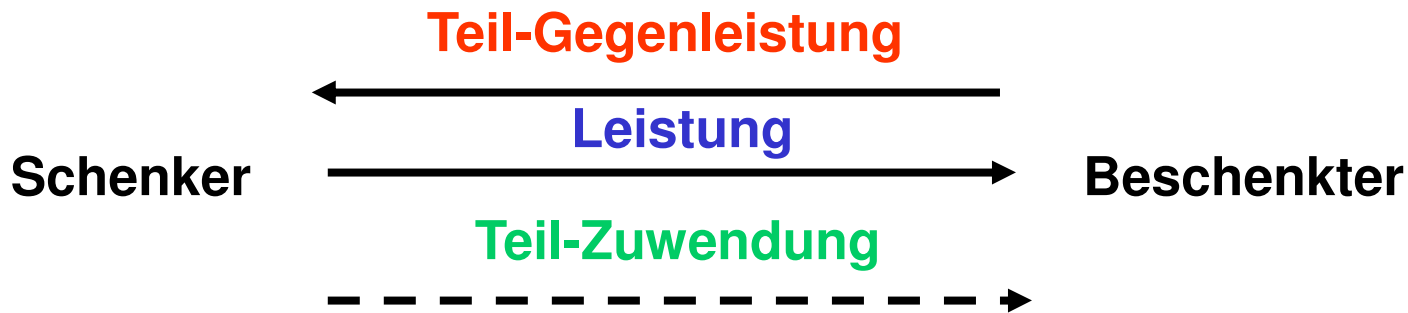 Teil-Gegenleistung
Leistung
Schenker
Beschenkter
Teil-Zuwendung